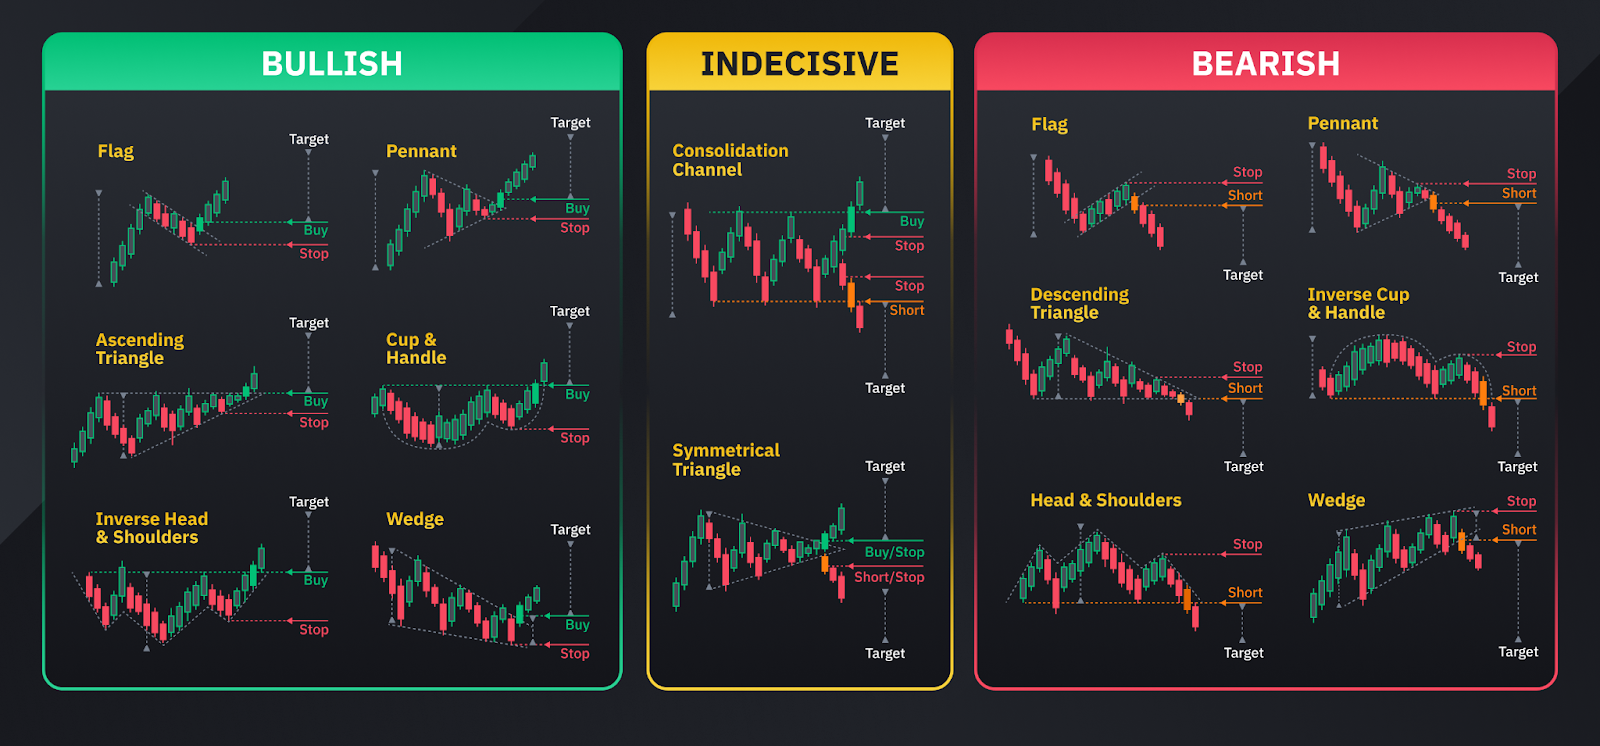 BULLISH
Flag
Target
Buy
Stop
Pennant
Target
Buy
Stop
Ascending
Triangle
Target
Buy
Stop
Cup &
Handle
Target
Buy
Stop
Inverse Head
& Shoulders
Target
Buy
Stop
Wedge
Target
Buy
Stop
INDECISIVE
Consolidation
Channel
Target
Buy
Stop
Stop
Short
Target
Symmetrical
Triangle
Target
Buy/Stop
Short/Stop
Target
BEARISH
Flag
Stop
Short
Target
Pennant
Stop
Short
Target
Descending
Triangle
Stop
Short
Target
Inverse Cup
& Handle
Stop
Short
Target
Head & Shoulders
Stop
Short
Target
Wedge
Stop
Short
Target